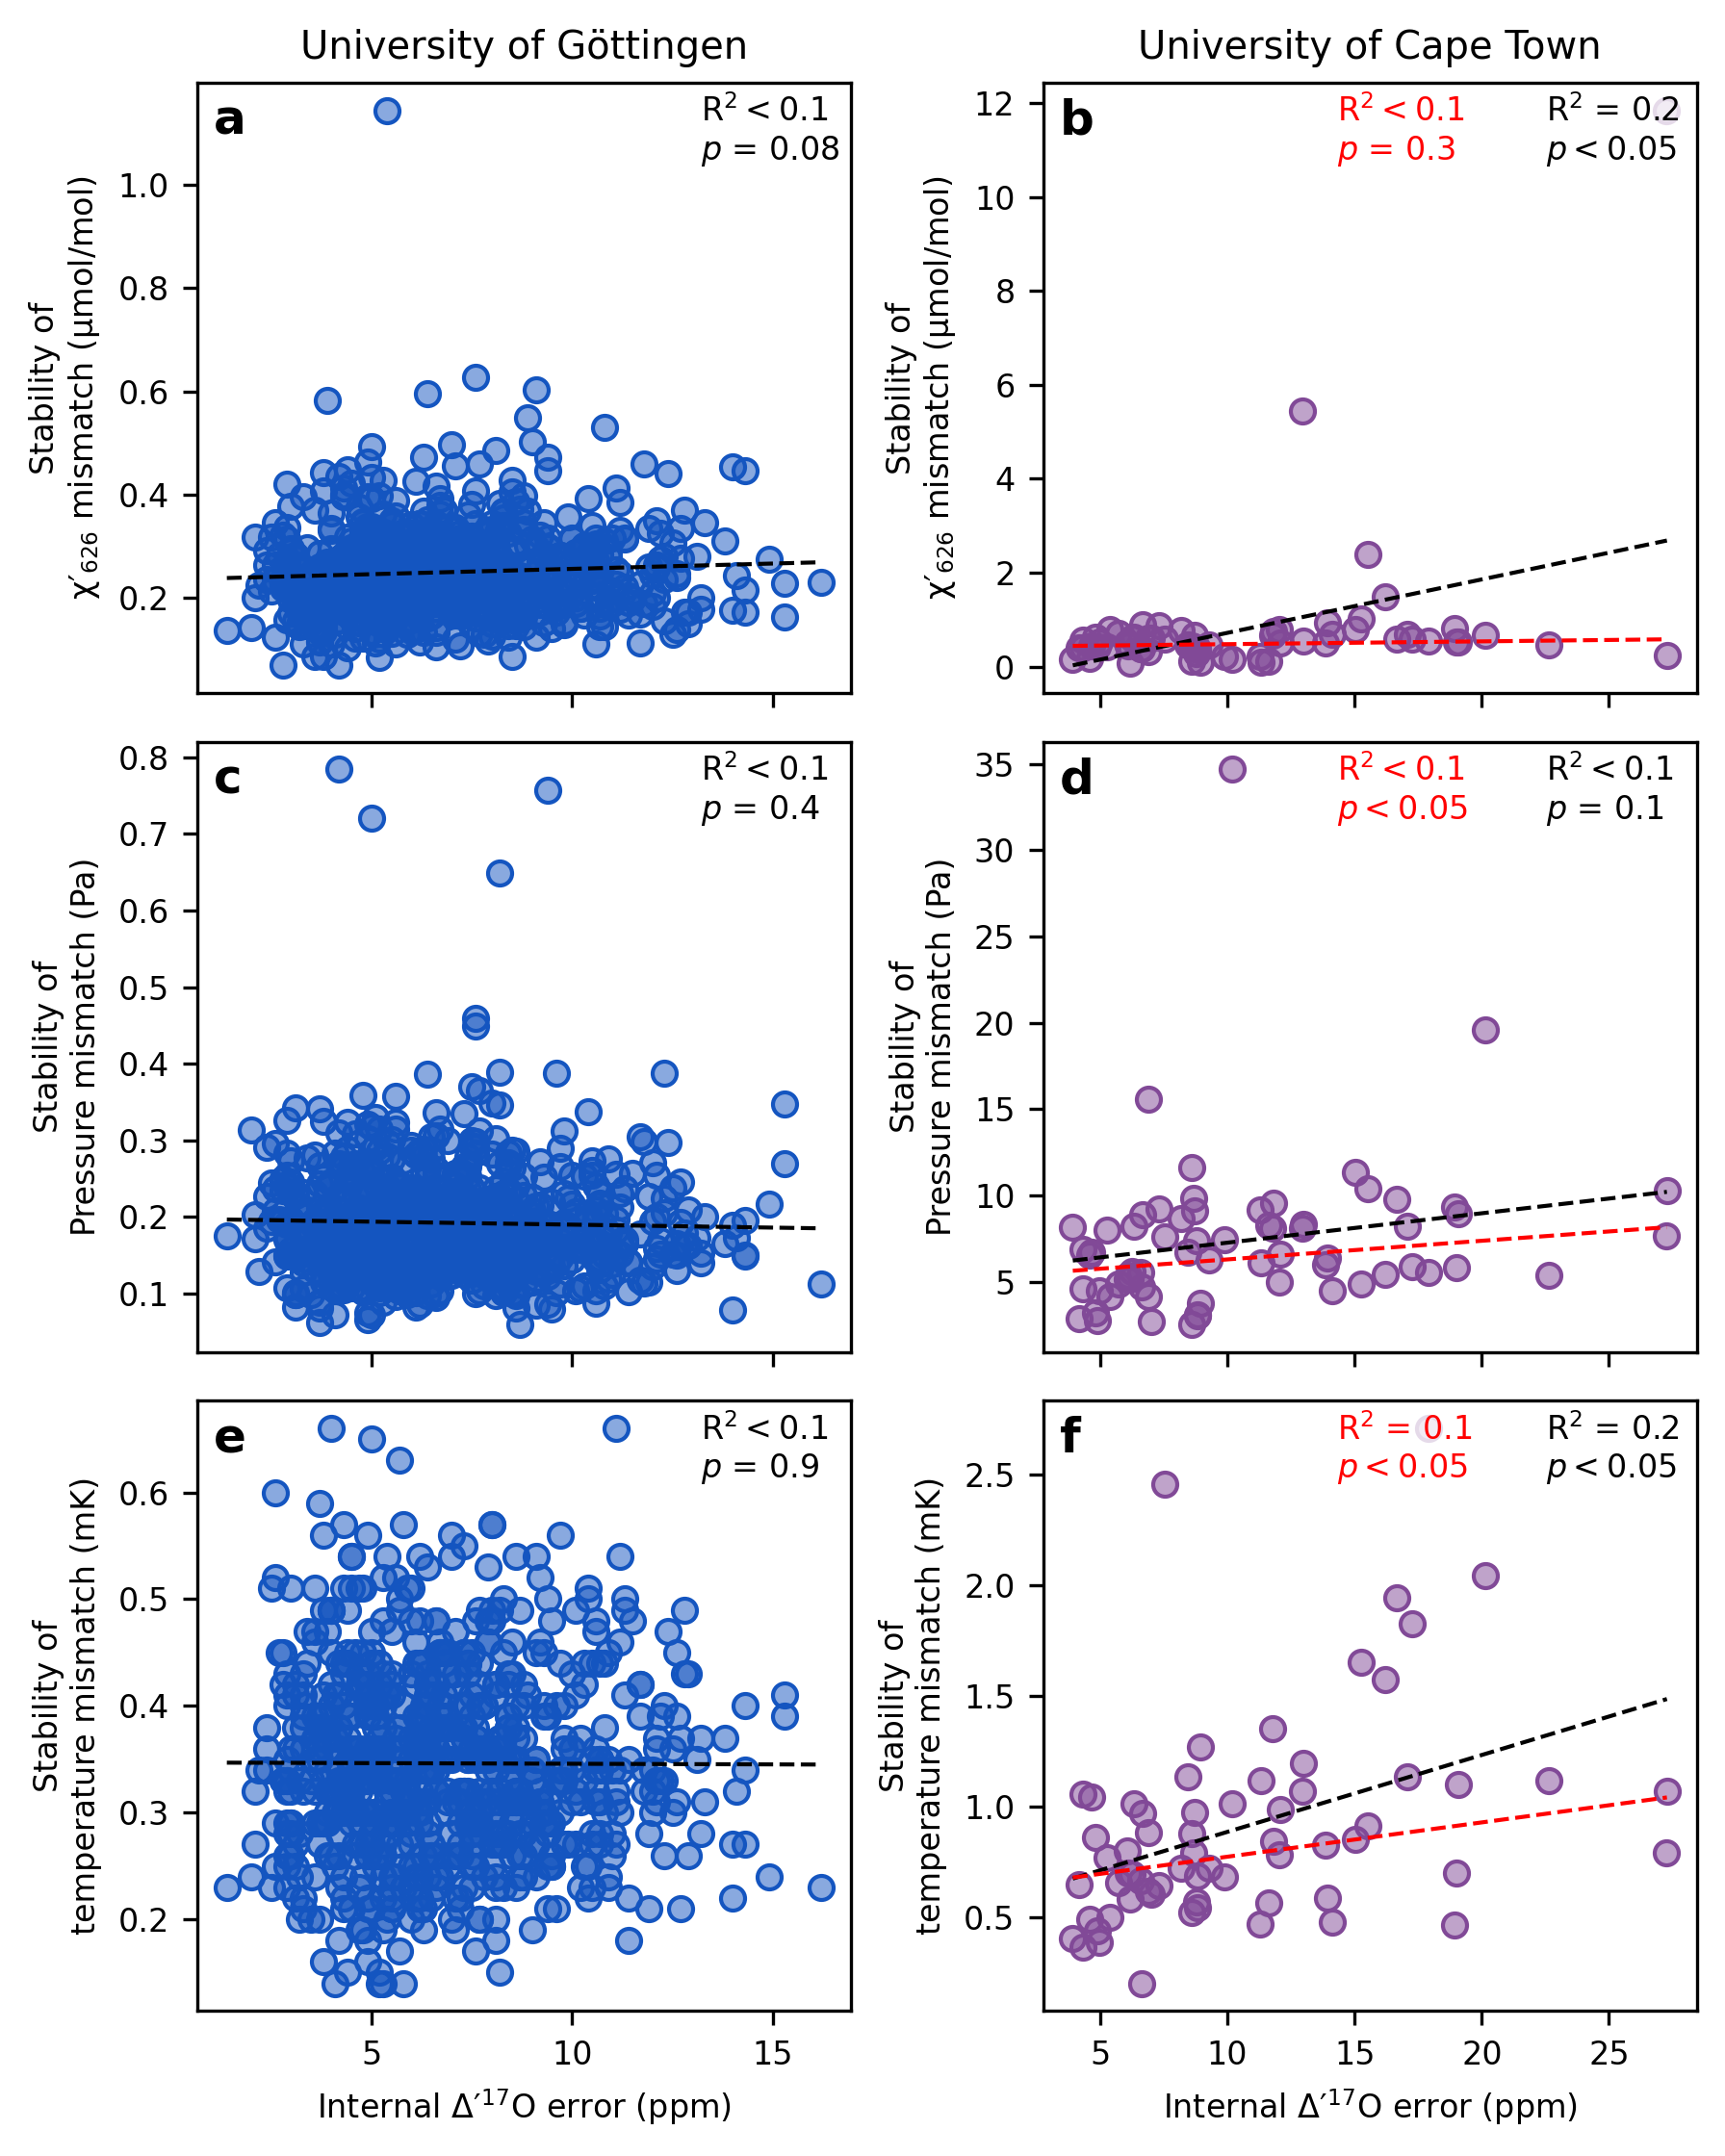 University of Göttingen
University of Cape Town
a
R² < 0.1
p = 0.08
1.0
0.8
0.6
0.4
0.2
Stability of
χ′₆₂₆ mismatch (μmol/mol)
b
R² < 0.1
p = 0.3
R² = 0.2
p < 0.05
12
10
8
6
4
2
0
Stability of
χ′₆₂₆ mismatch (μmol/mol)
c
R² < 0.1
p = 0.4
0.8
0.7
0.6
0.5
0.4
0.3
0.2
0.1
Stability of
Pressure mismatch (Pa)
d
R² < 0.1
p < 0.05
R² < 0.1
p = 0.1
35
30
25
20
15
10
5
Stability of
Pressure mismatch (Pa)
e
R² < 0.1
p = 0.9
0.6
0.5
0.4
0.3
0.2
Stability of
temperature mismatch (mK)
5 10 15
Internal Δ′¹⁷O error (ppm)
f
R² = 0.1
p < 0.05
R² = 0.2
p < 0.05
2.5
2.0
1.5
1.0
0.5
Stability of
temperature mismatch (mK)
5 10 15 20 25
Internal Δ′¹⁷O error (ppm)